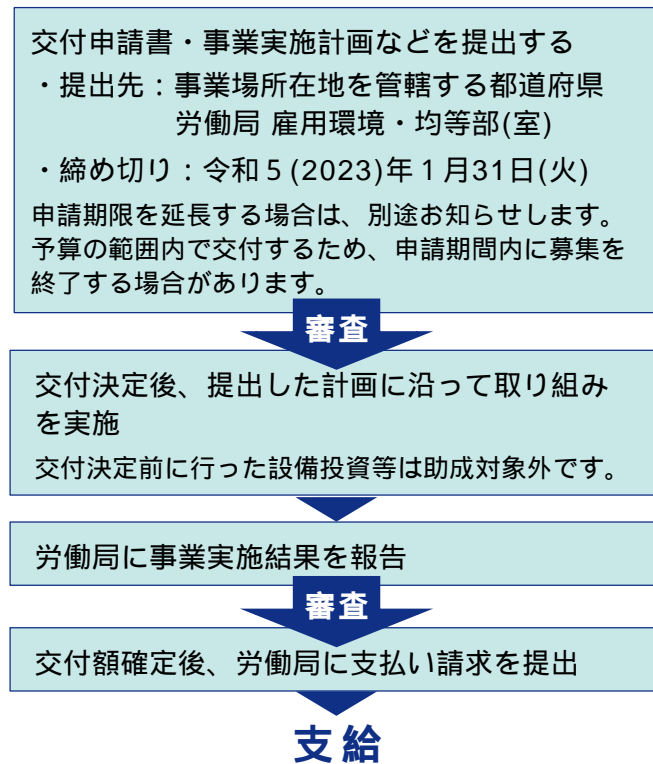 交付申請書・事業実施計画などを提出する
・提出先：事業場所在地を管轄する都道府県
労働局 雇用環境・均等部(室)
・締め切り：令和５(2023)年１月31日(火)
申請期限を延長する場合は、別途お知らせします。
予算の範囲内で交付するため、申請期間内に募集を
終了する場合があります。
審査
交付決定後、提出した計画に沿って取り組み
を実施
交付決定前に行った設備投資等は助成対象外です。
労働局に事業実施結果を報告
審査
交付額確定後、労働局に支払い請求を提出
支給